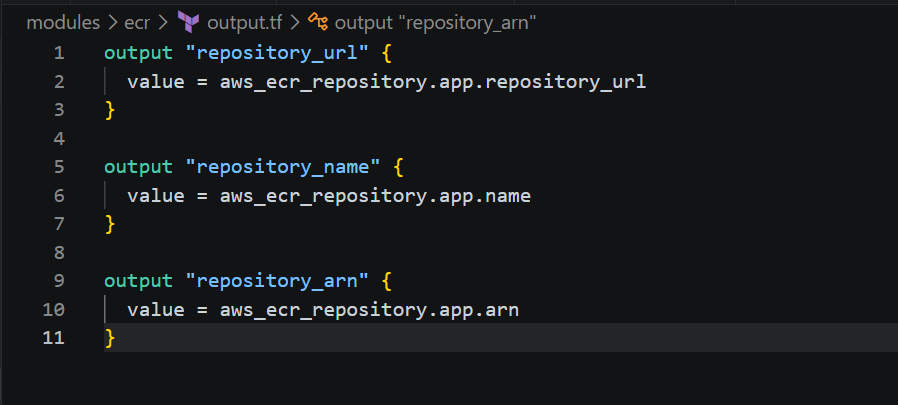 modules > ecr > output.tf > output "repository_arn"
1 output "repository_url" {
2   value = aws_ecr_repository.app.repository_url
3 }
4
5 output "repository_name" {
6   value = aws_ecr_repository.app.name
7 }
8
9 output "repository_arn" {
10   value = aws_ecr_repository.app.arn
11 }